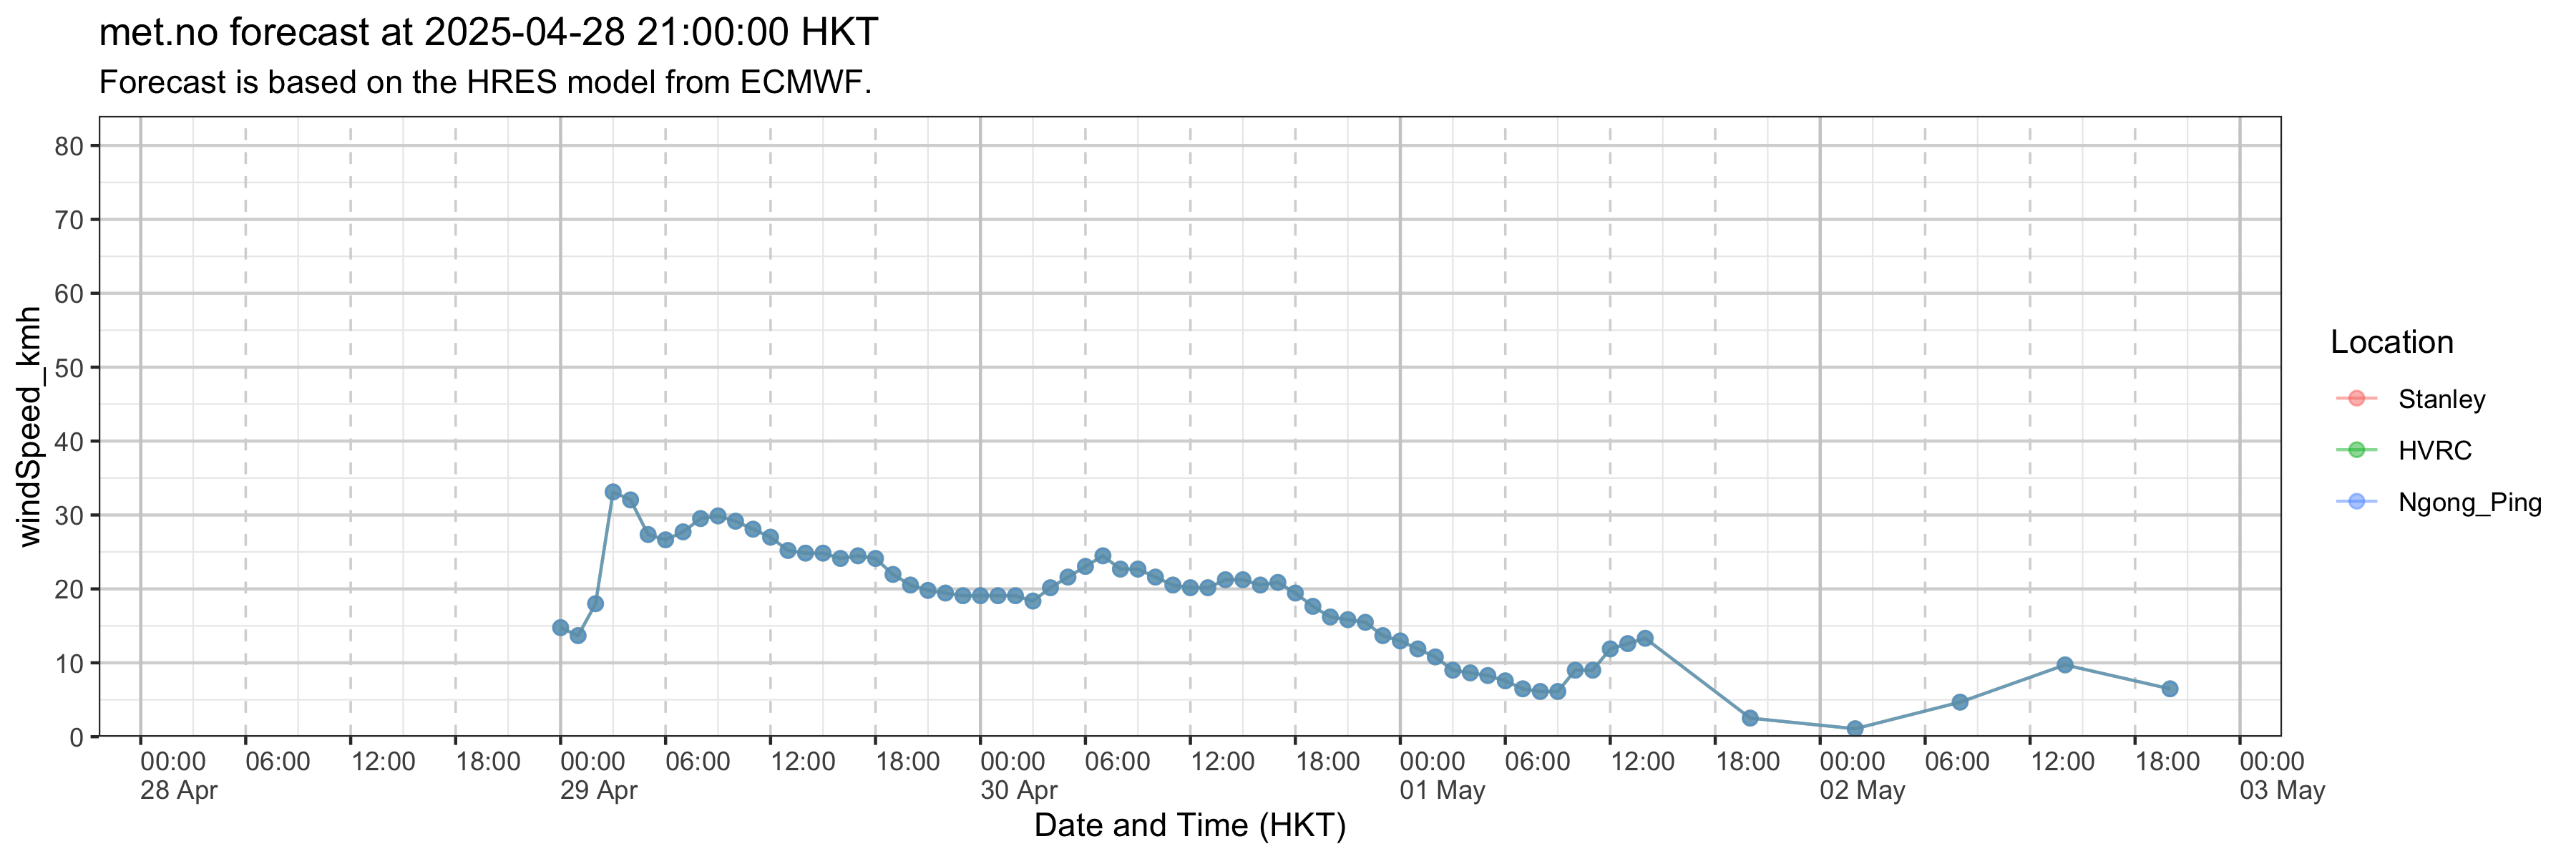 met.no forecast at 2025-04-28 21:00:00 HKT
Forecast is based on the HRES model from ECMWF.
windSpeed_kmh
80
70
60
50
40
30
20
10
0
00:00 06:00 12:00 18:00 00:00 06:00 12:00 18:00 00:00 06:00 12:00 18:00 00:00 06:00 12:00 18:00 00:00 06:00 12:00 18:00 00:00
28 Apr 29 Apr 30 Apr 01 May 02 May 03 May
Date and Time (HKT)
Location
Stanley
HVRC
Ngong_Ping